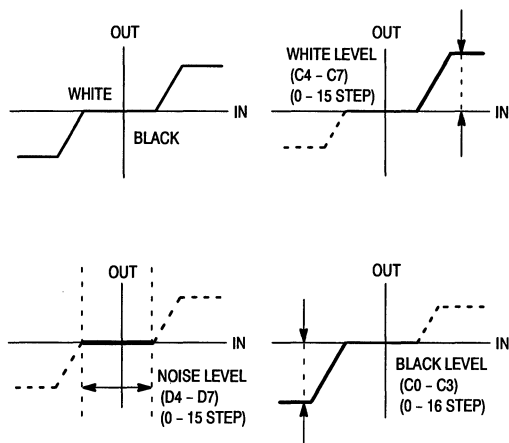 OUT
WHITE
IN
BLACK
OUT
WHITE LEVEL
(C4 – C7)
(0 – 15 STEP)
IN
OUT
IN
NOISE LEVEL
(D4 – D7)
(0 – 15 STEP)
OUT
IN
BLACK LEVEL
(C0 – C3)
(0 – 16 STEP)